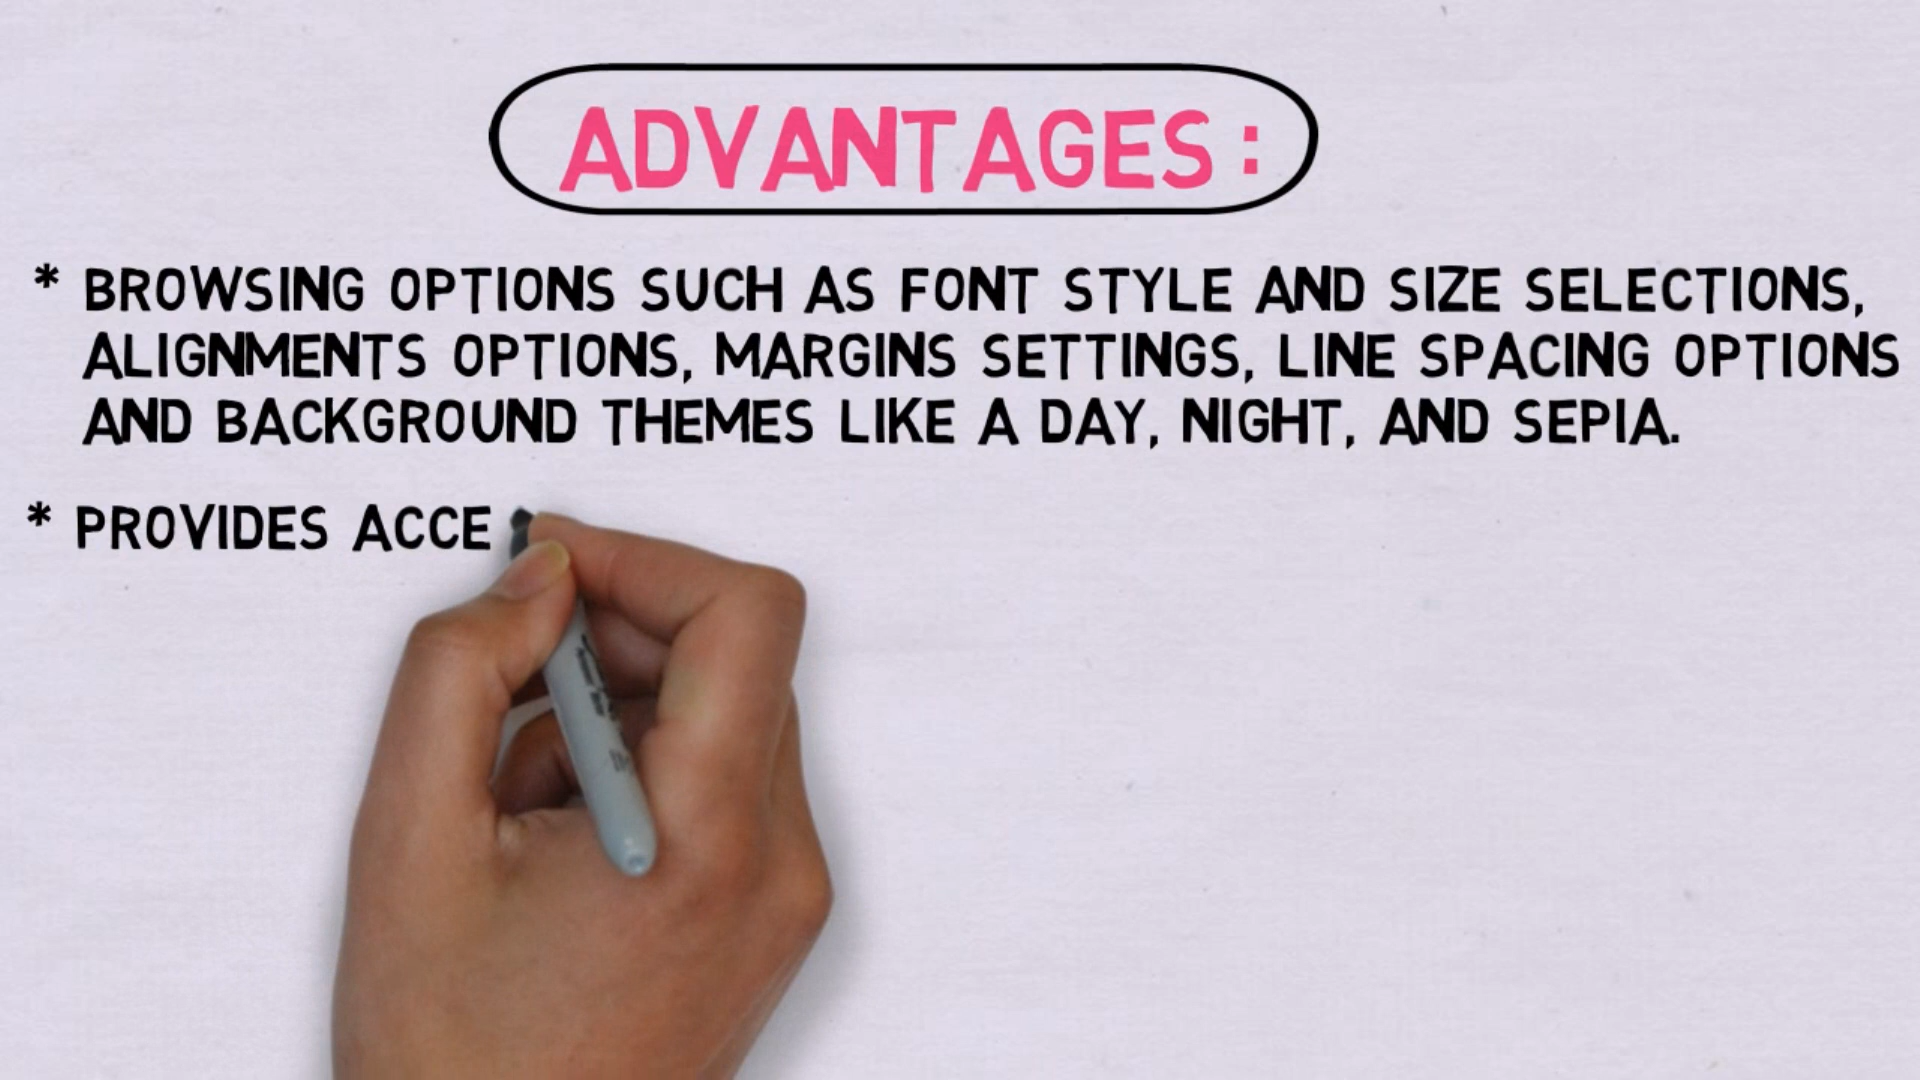 ADVANTAGES :
* BROWSING OPTIONS SUCH AS FONT STYLE AND SIZE SELECTIONS,
ALIGNMENTS OPTIONS, MARGINS SETTINGS, LINE SPACING OPTIONS
AND BACKGROUND THEMES LIKE A DAY, NIGHT, AND SEPIA.
* PROVIDES ACCE